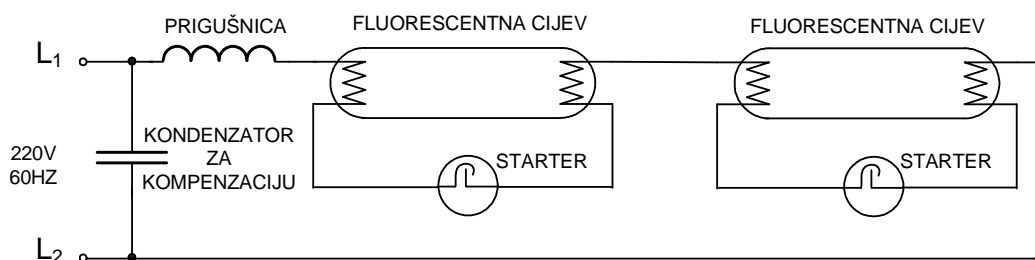 PRIGUŠNICA
FLUORESCENTNA CIJEV
FLUORESCENTNA CIJEV
L1
220V
60HZ
KONDENZATOR
ZA
KOMPENZACIJU
STARTER
STARTER
L2